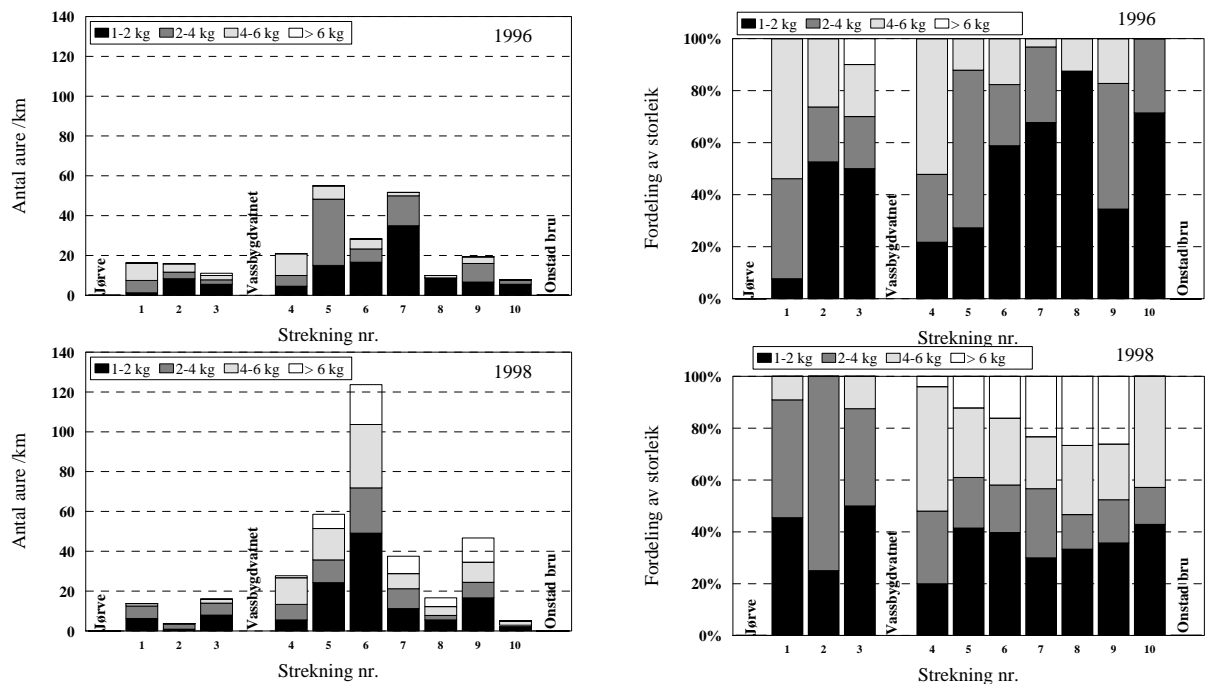 140
120
100
80
60
40
20
0
Antal aure /km
1-2 kg 2-4 kg 4-6 kg > 6 kg
1996
Jørve
Vassbygdvatnet
Onstad bru
1 2 3 4 5 6 7 8 9 10
Strekning nr.
1996
1-2 kg 2-4 kg 4-6 kg > 6 kg
100%
80%
60%
40%
20%
0%
Fordeling av storleik
Jørve
Vassbygdvatnet
Onstad bru
1 2 3 4 5 6 7 8 9 10
Strekning nr.
140
120
100
80
60
40
20
0
Antal aure /km
1-2 kg 2-4 kg 4-6 kg > 6 kg
1998
Jørve
Vassbygdvatnet
Onstad bru
1 2 3 4 5 6 7 8 9 10
Strekning nr.
1998
1-2 kg 2-4 kg 4-6 kg > 6 kg
100%
80%
60%
40%
20%
0%
Fordeling av storleik
Jørve
Vassbygdvatnet
Onstad bru
1 2 3 4 5 6 7 8 9 10
Strekning nr.